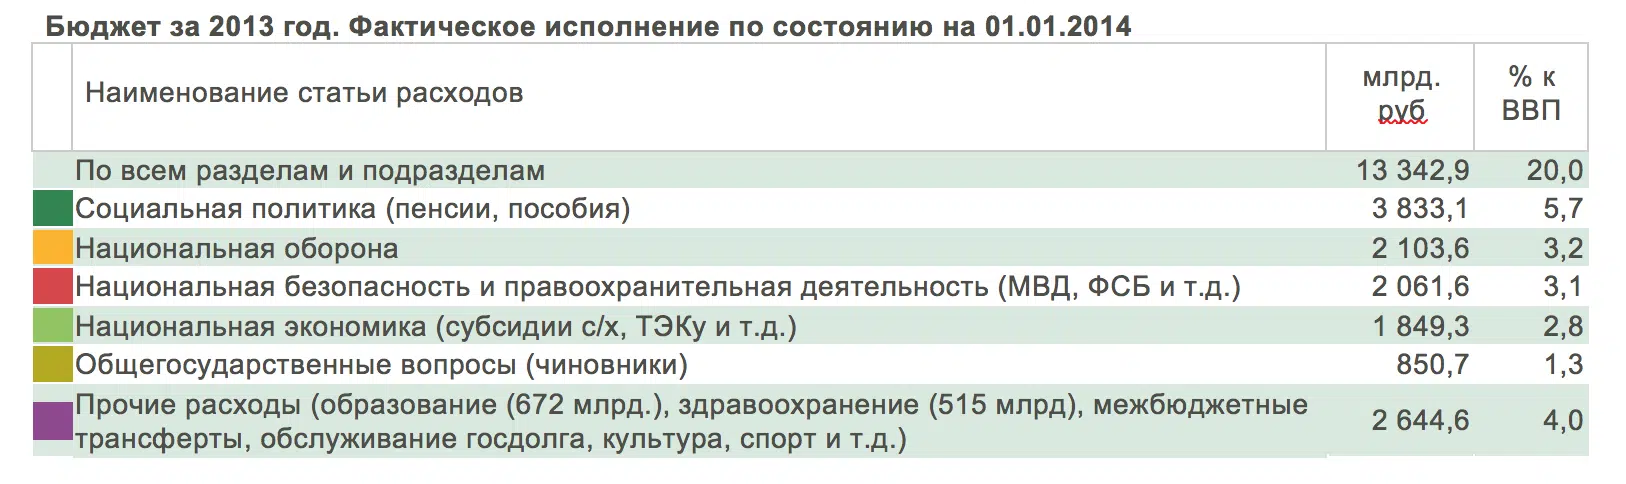 Бюджет за 2013 год. Фактическое исполнение по состоянию на 01.01.2014
Наименование статьи расходов
млрд.
руб
% к
ВВП
По всем разделам и подразделам 13 342,9 20,0
Социальная политика (пенсии, пособия) 3 833,1 5,7
Национальная оборона 2 103,6 3,2
Национальная безопасность и правоохранительная деятельность (МВД, ФСБ и т.д.) 2 061,6 3,1
Национальная экономика (субсидии с/х, ТЭКу и т.д.) 1 849,3 2,8
Общегосударственные вопросы (чиновники) 850,7 1,3
Прочие расходы (образование (672 млрд.), здравоохранение (515 млрд), межбюджетные
трансферты, обслуживание госдолга, культура, спорт и т.д.) 2 644,6 4,0